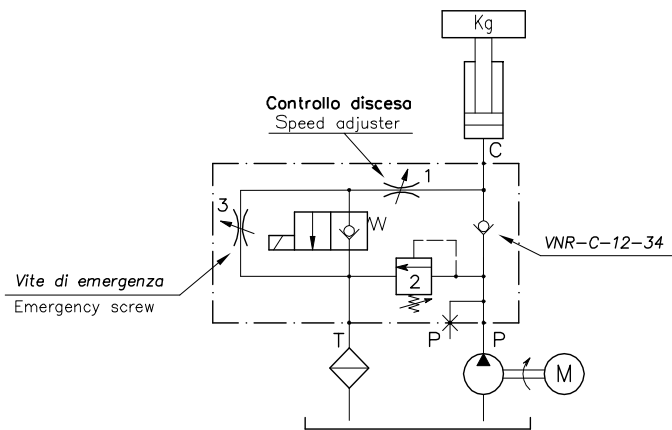 Kg
Controllo discesa
Speed adjuster
C
1
3
VNR-C-12-34
2
Vite di emergenza
Emergency screw
T
P
P
M